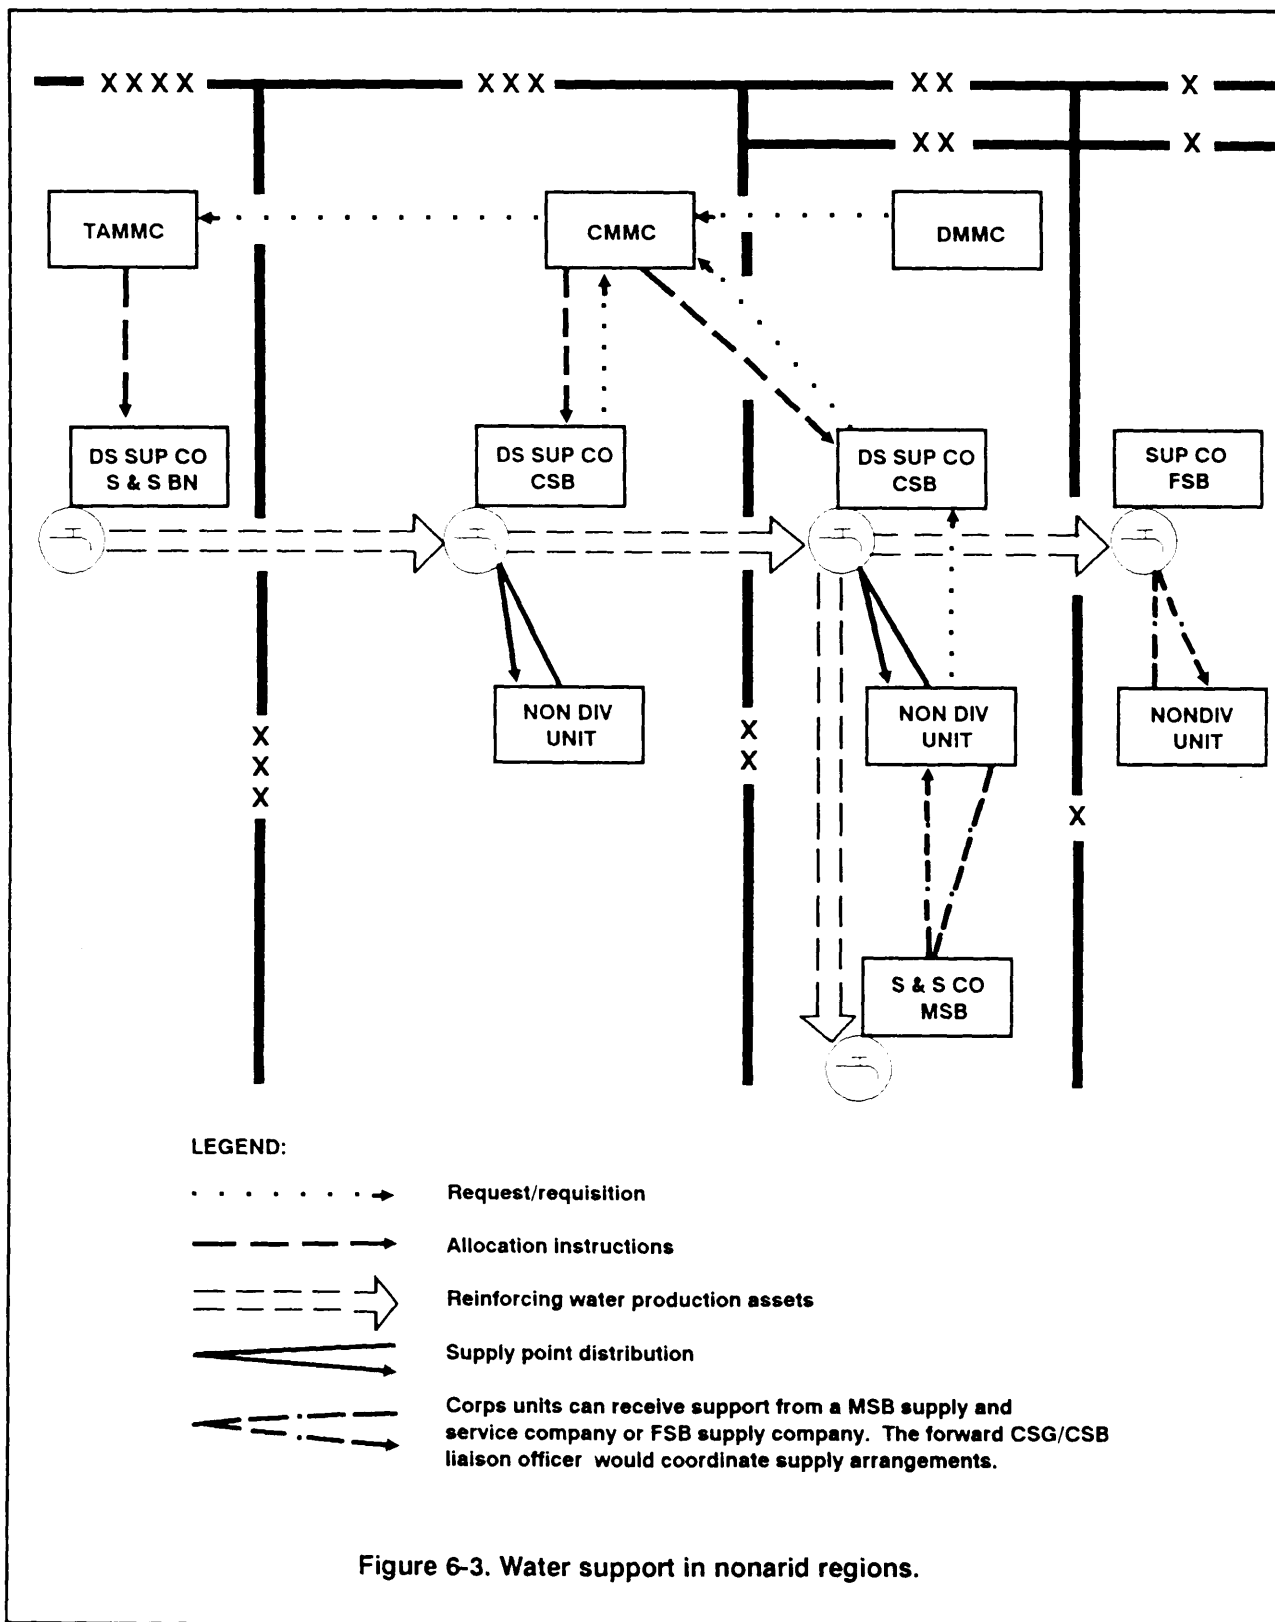 XXXX XXX XX X
XX X
TAMMC
CMMC
DMMC
DS SUP CO
S & S BN
DS SUP CO
CSB
DS SUP CO
CSB
SUP CO
FSB
NON DIV
UNIT
NON DIV
UNIT
NONDIV
UNIT
X
X
X
X
X
X
S & S CO
MSB
LEGEND:
Request/requisition
Allocation instructions
Reinforcing water production assets
Supply point distribution
Corps units can receive support from a MSB supply and
service company or FSB supply company. The forward CSG/CSB
liaison officer would coordinate supply arrangements.
Figure 6-3. Water support in nonarid regions.